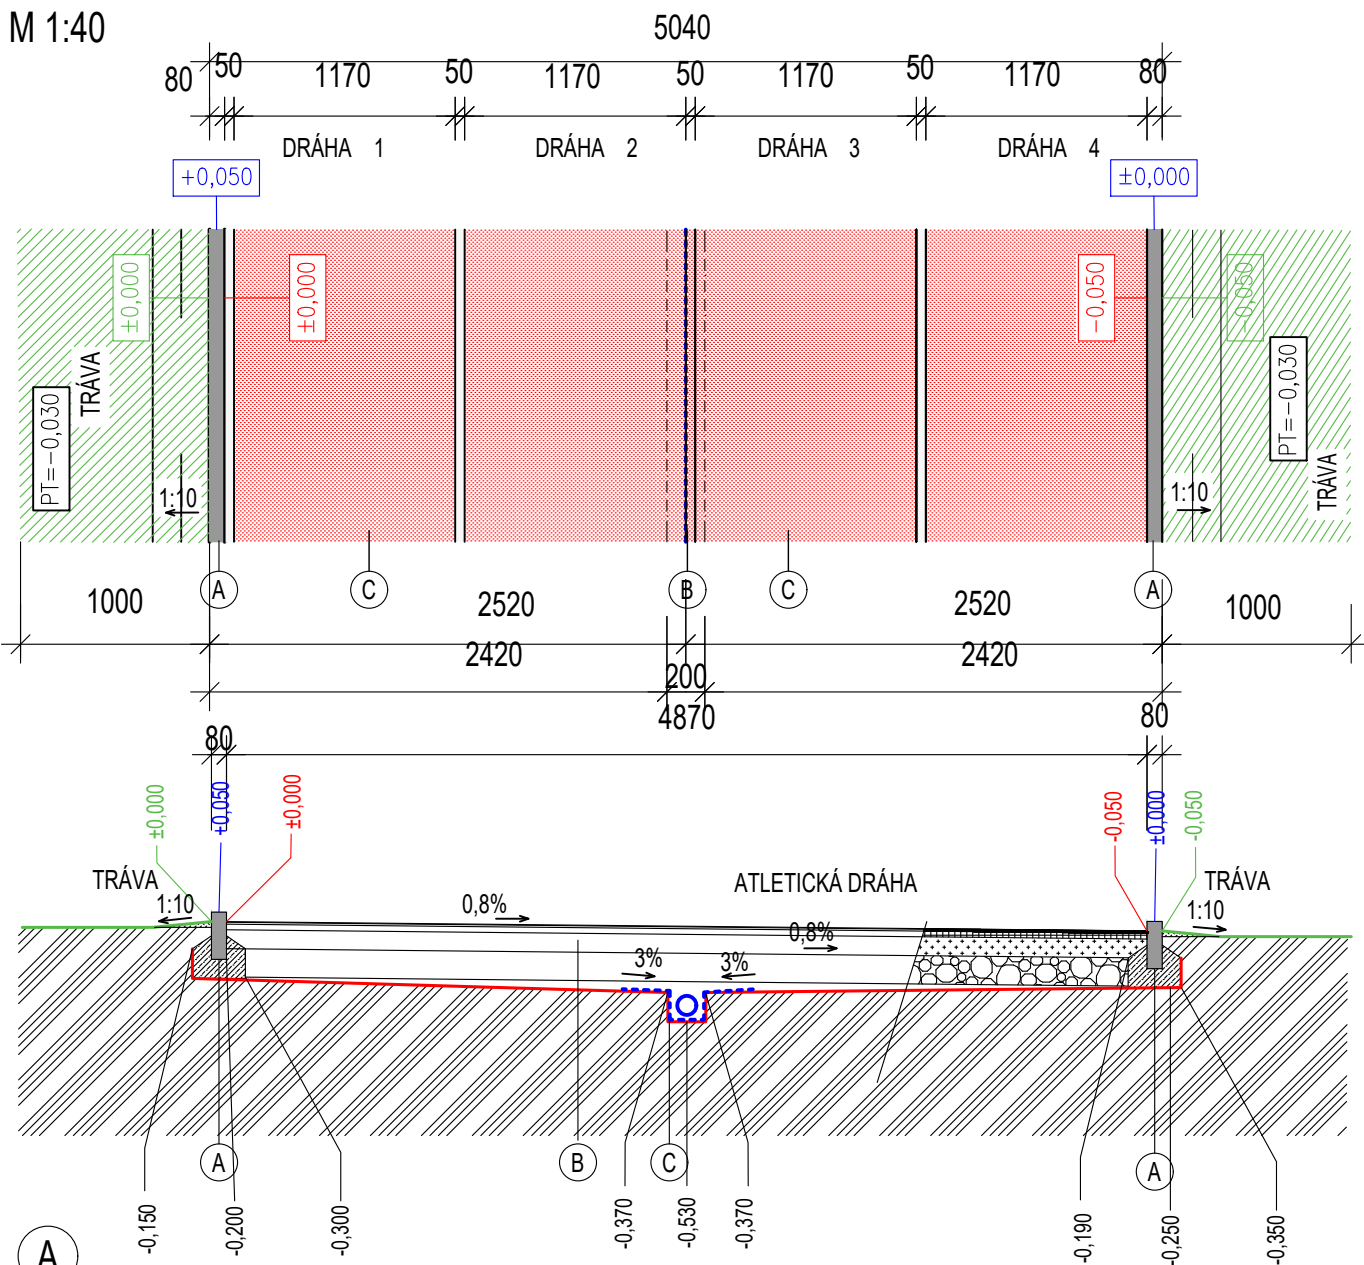 M 1:40
5040
80 50 1170 50 1170 50 1170 50 1170 80
DRÁHA 1 DRÁHA 2 DRÁHA 3 DRÁHA 4
+0,050 ±0,000
±0,000 ±0,000 -0,050 -0,050
TRÁVA PT=-0,030 PT=-0,030 TRÁVA
1:10 1:10
A C B C A
1000 2520 2520 1000
2420 200 2420
80 4870 80
±0,000 +0,050 ±0,000 -0,050 ±0,000 -0,050
TRÁVA ATLETICKÁ DRÁHA TRÁVA
1:10 0,8% 0,8% 1:10
3% 3%
A B C A
-0,150 -0,200 -0,300 -0,370 -0,530 -0,370 -0,190 -0,250 -0,350
A